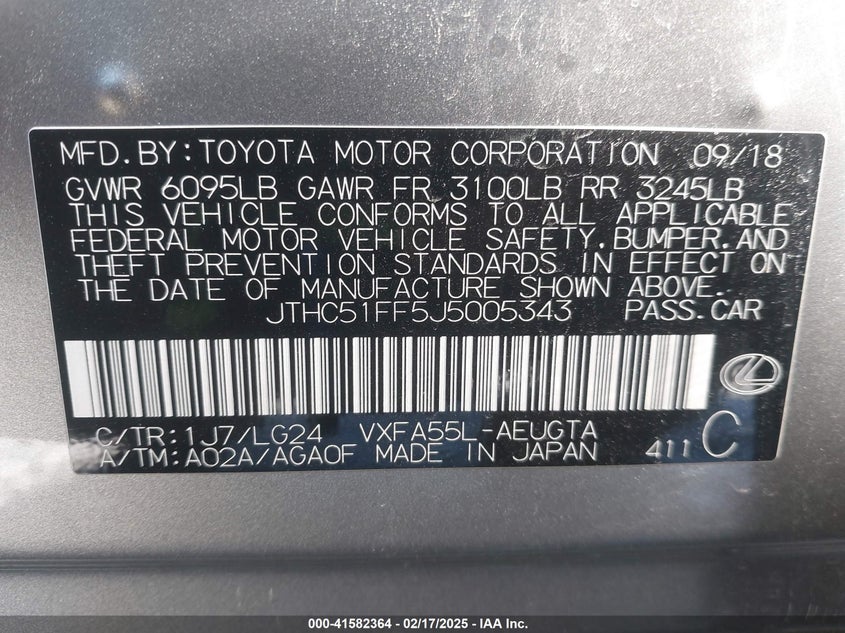 MFD.BY:TOYOTA MOTOR CORPORATION 09/18
GVWR 6095LB GAWR FR 3100LB RR 3245LB
THIS VEHICLE CONFORMS TO ALL APPLICABLE
FEDERAL MOTOR VEHICLE SAFETY.BUMPER.AND
THEFT PREVENTION STANDARDS IN EFFECT ON
THE DATE OF MANUFACTURE SHOWN ABOVE.
JTHC51FF5J5005343 PASS.CAR
C/TR:1J7/LG24 VXFA55L-AEUGTA
A/TM:A02A/AGA0F MADE IN JAPAN 411 C
000-41582364 - 02/17/2025 - IAA Inc.